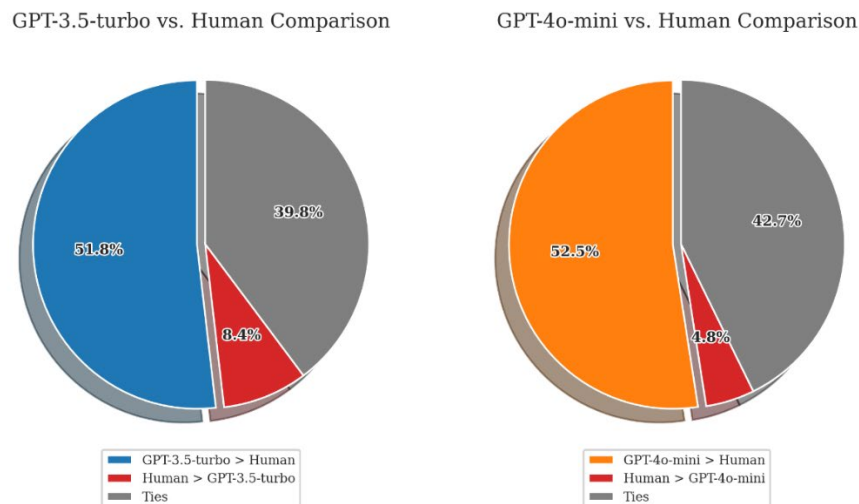 GPT-3.5-turbo vs. Human Comparison
39.8%
51.8%
8.4%
GPT-3.5-turbo > Human
Human > GPT-3.5-turbo
Ties
GPT-4o-mini vs. Human Comparison
42.7%
52.5%
4.8%
GPT-4o-mini > Human
Human > GPT-4o-mini
Ties